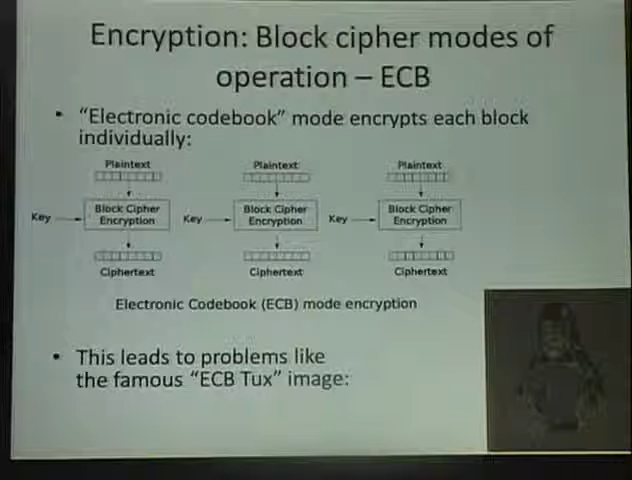 Encryption: Block cipher modes of
operation – ECB
• “Electronic codebook” mode encrypts each block
individually:
Plaintext Plaintext Plaintext
Key Block Cipher Encryption Key Block Cipher Encryption Key Block Cipher Encryption
Ciphertext Ciphertext Ciphertext
Electronic Codebook (ECB) mode encryption
• This leads to problems like
the famous “ECB Tux” image: